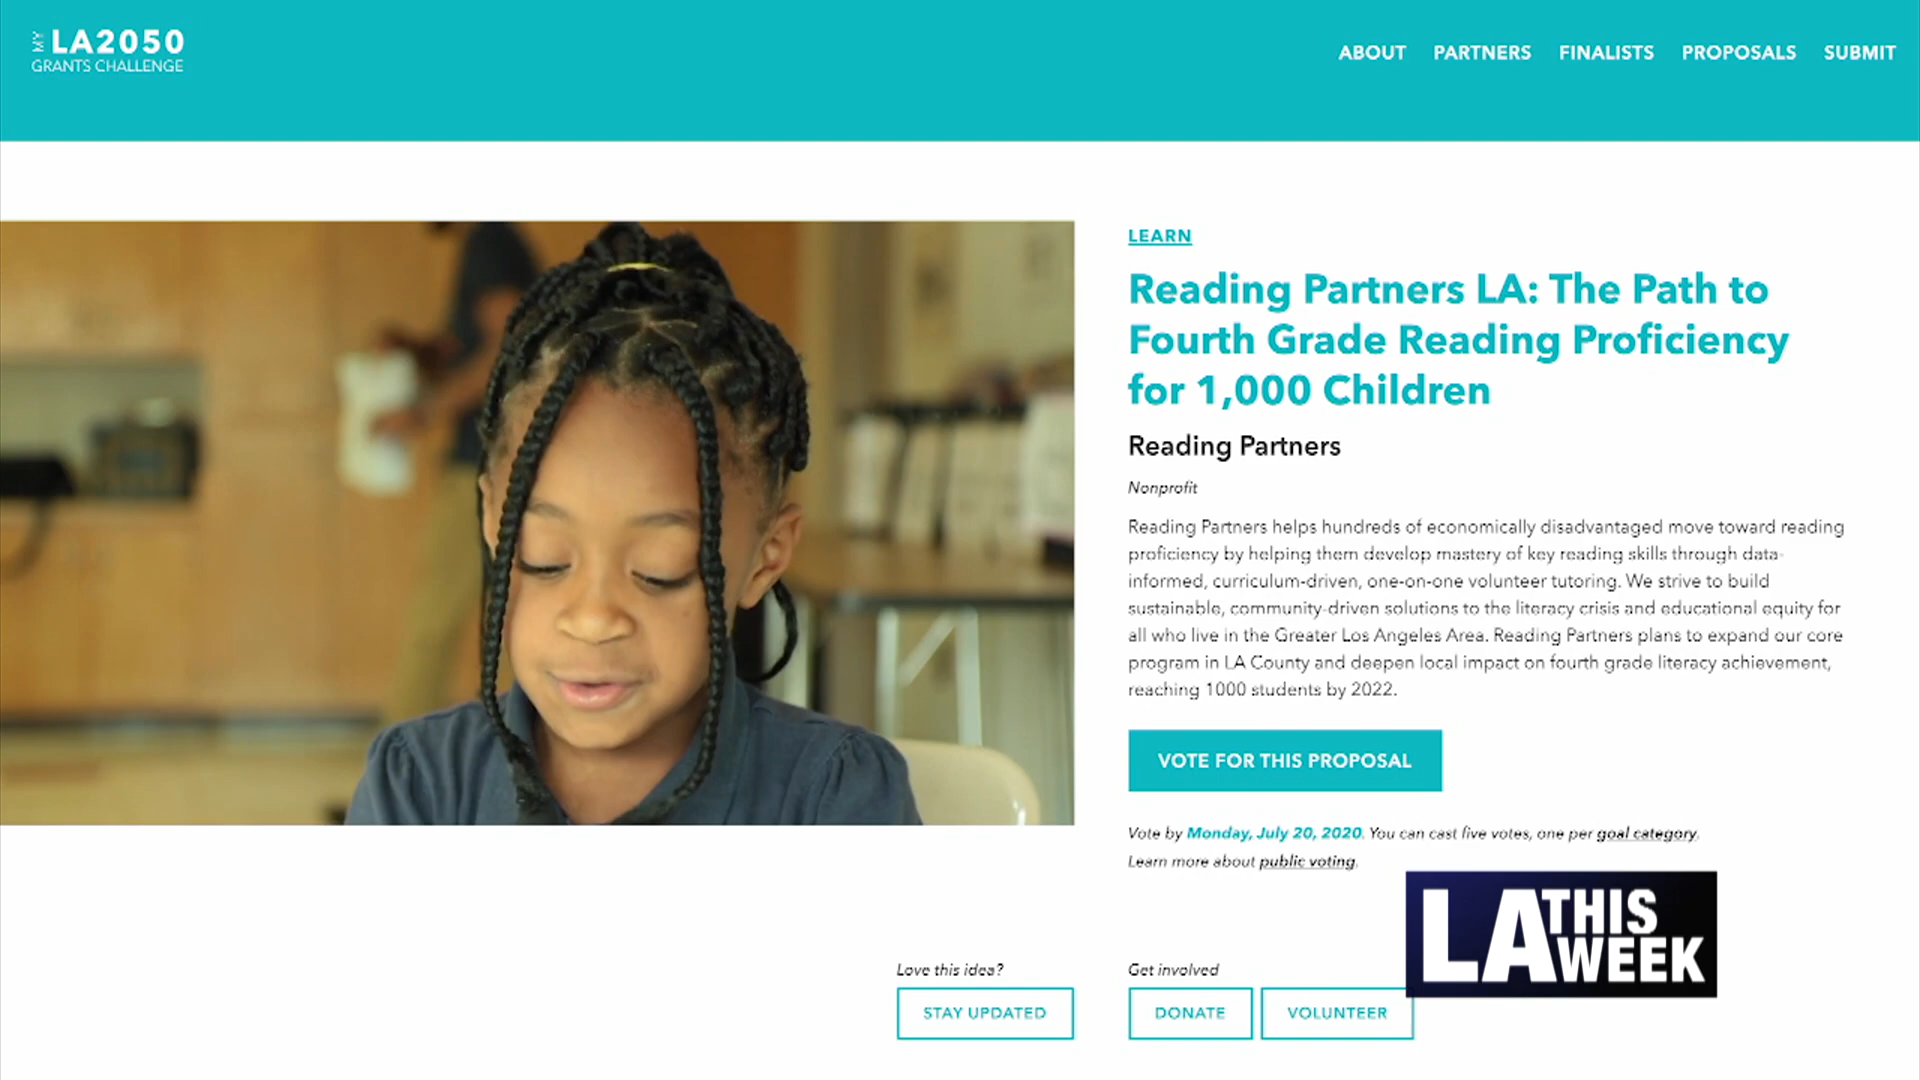 MY LA2050
GRANTS CHALLENGE
ABOUT PARTNERS FINALISTS PROPOSALS SUBMIT
LEARN
Reading Partners LA: The Path to
Fourth Grade Reading Proficiency
for 1,000 Children
Reading Partners
Nonprofit
Reading Partners helps hundreds of economically disadvantaged move toward reading
proficiency by helping them develop mastery of key reading skills through data-
informed, curriculum-driven, one-on-one volunteer tutoring. We strive to build
sustainable, community-driven solutions to the literacy crisis and educational equity for
all who live in the Greater Los Angeles Area. Reading Partners plans to expand our core
program in LA County and deepen local impact on fourth grade literacy achievement,
reaching 1000 students by 2022.
VOTE FOR THIS PROPOSAL
Vote by Monday, July 20, 2020. You can cast five votes, one per goal category.
Learn more about public voting.
LA THIS
WEEK
Love this idea?
STAY UPDATED
Get involved
DONATE
VOLUNTEER